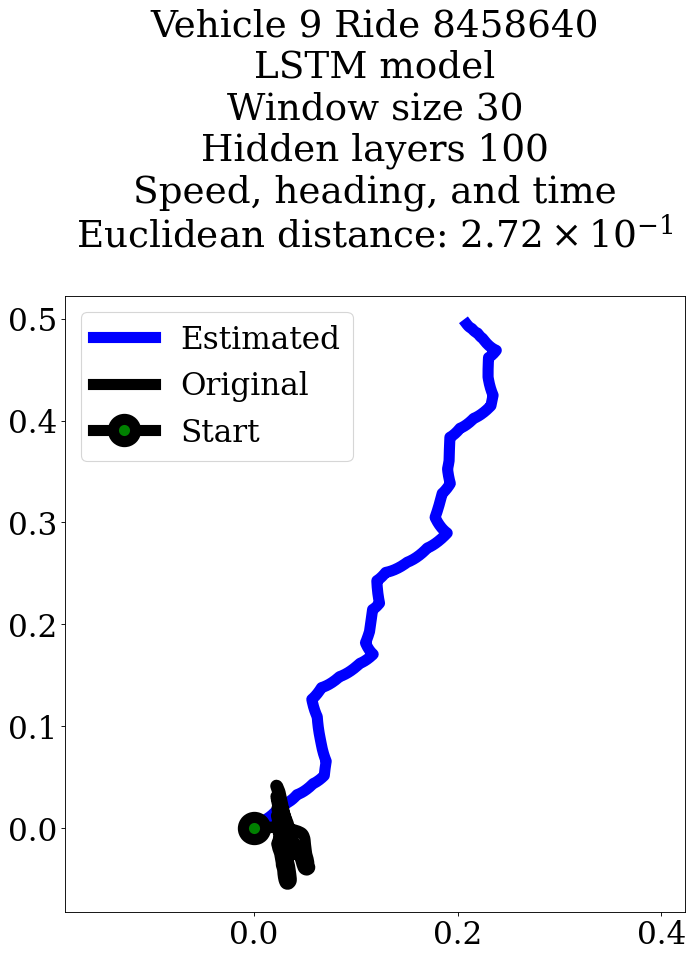 Vehicle 9 Ride 8458640
LSTM model
Window size 30
Hidden layers 100
Speed, heading, and time
Euclidean distance: 2.72 × 10⁻¹
Estimated
Original
Start
0.5
0.4
0.3
0.2
0.1
0.0
0.0 0.2 0.4